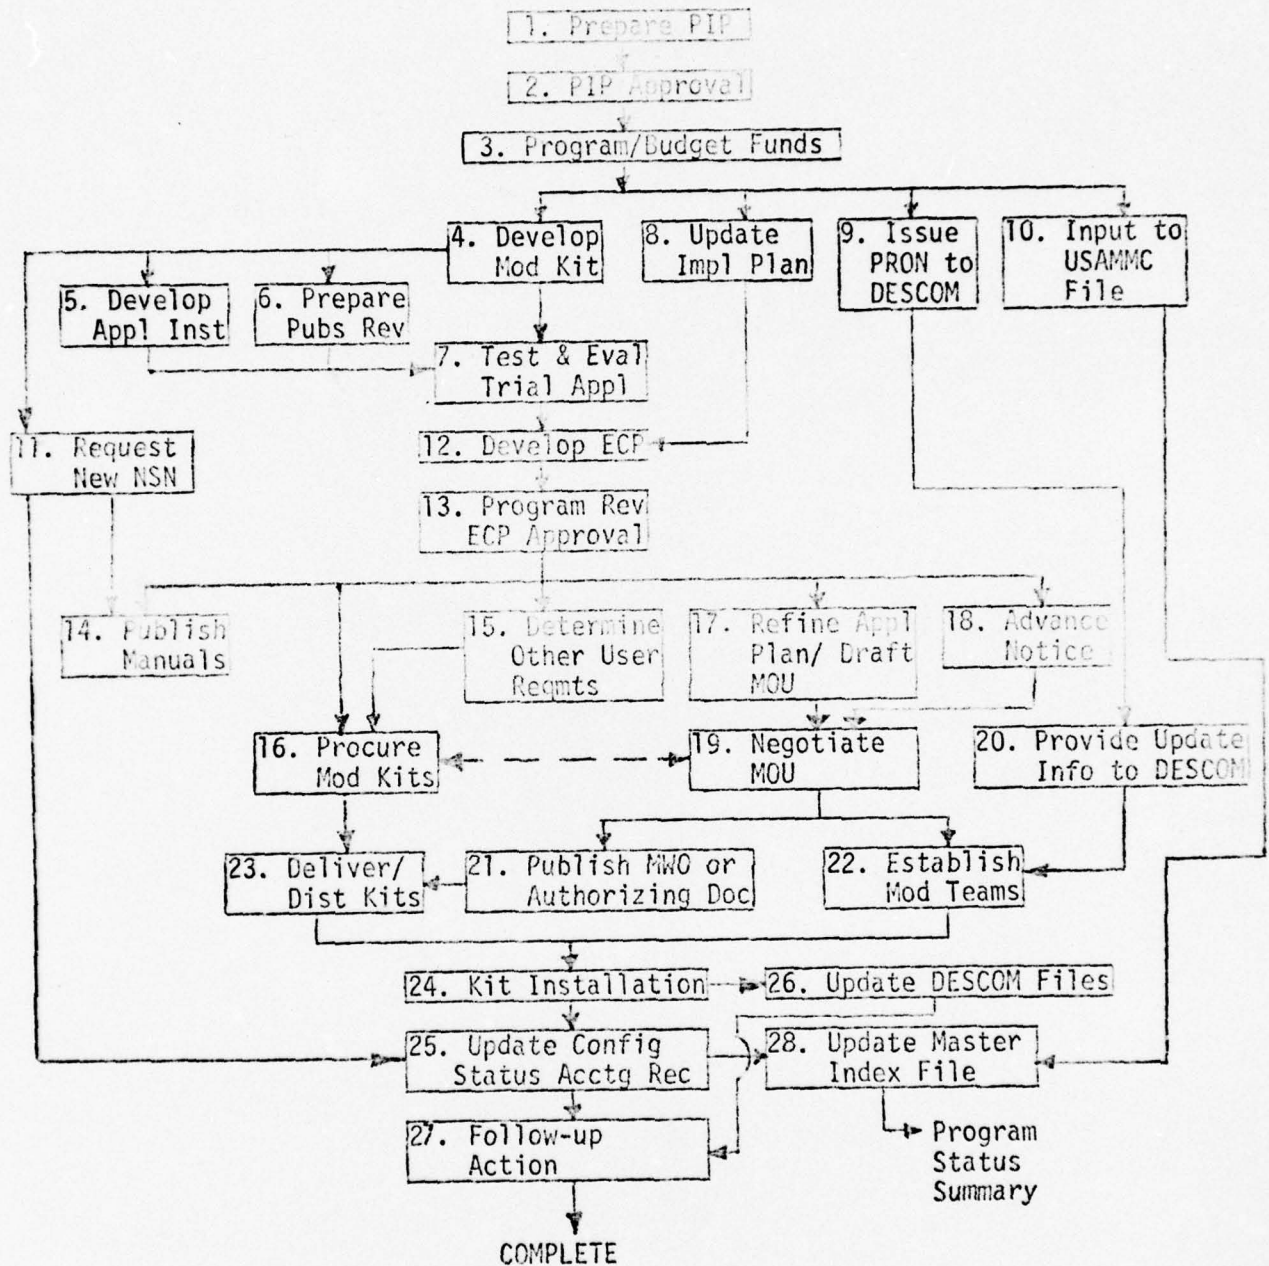 1. Prepare PIP
2. PIP Approval
3. Program/Budget Funds
4. Develop
Mod Kit
8. Update
Impl Plan
9. Issue
PRON to
DESCOM
10. Input to
USAMMC
File
5. Develop
Appl Inst
6. Prepare
Pubs Rev
7. Test & Eval
Trial Appl
11. Request
New NSN
12. Develop ECP
13. Program Rev
ECP Approval
14. Publish
Manuals
15. Determine
Other User
Reqmts
17. Refine Appl
Plan/ Draft
MOU
18. Advance
Notice
16. Procure
Mod Kits
19. Negotiate
MOU
20. Provide Update
Info to DESCOM
23. Deliver/
Dist Kits
21. Publish MWO or
Authorizing Doc
22. Establish
Mod Teams
24. Kit Installation
26. Update DESCOM Files
25. Update Config
Status Acctg Rec
28. Update Master
Index File
27. Follow-up
Action
Program
Status
Summary
COMPLETE